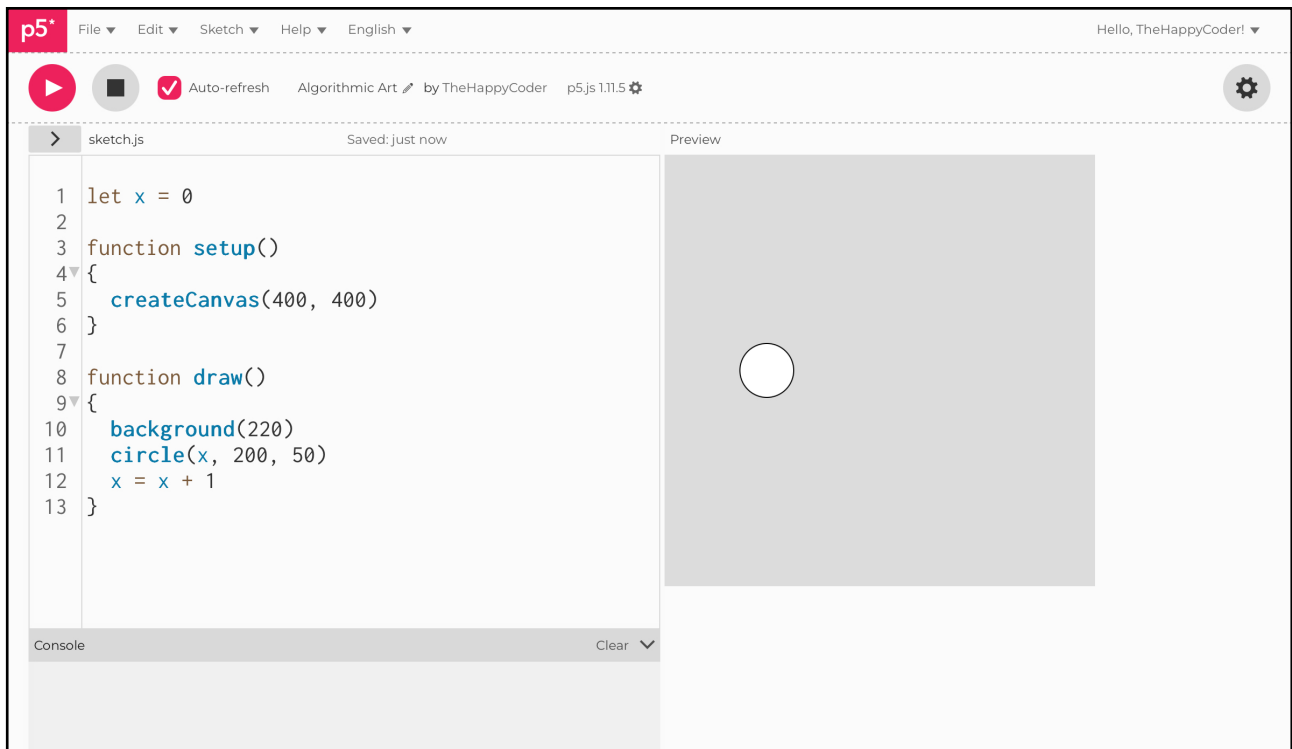 p5* File Edit Sketch Help English Hello, TheHappyCoder!
Auto-refresh Algorithmic Art by TheHappyCoder p5.js 1.11.5
sketch.js Saved: just now Preview
1 let x = 0
2
3 function setup()
4 {
5 createCanvas(400, 400)
6 }
7
8 function draw()
9 {
10 background(220)
11 circle(x, 200, 50)
12 x = x + 1
13 }
Console Clear